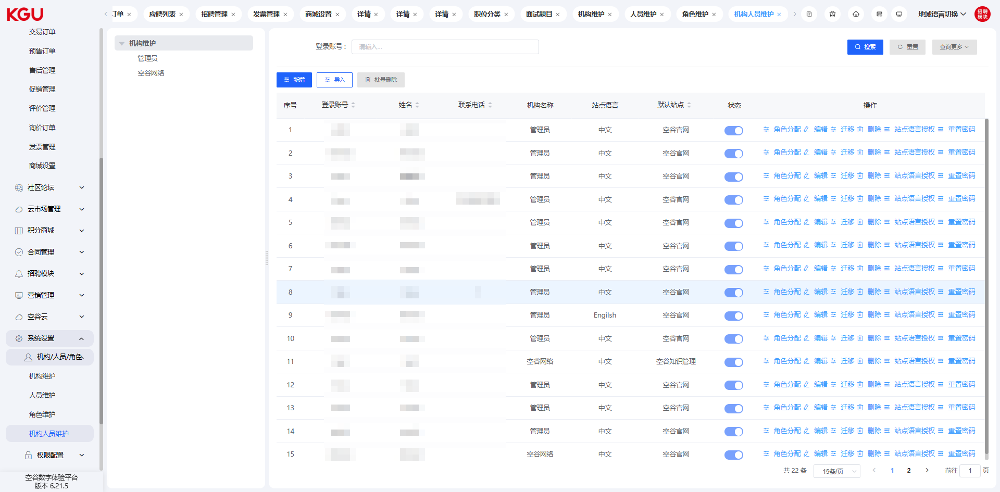 KGU
订单 × 应聘列表 × 招聘管理 × 发票管理 × 商城设置 × 详情 × 详情 × 详情 × 职位分类 × 面试题目 × 机构维护 × 人员维护 × 角色维护 × 机构人员维护 × 地域语言切换 招聘模块
交易订单
预售订单
售后管理
促销管理
评价管理
询价订单
发票管理
商城设置
社区论坛
云市场管理
积分商城
合同管理
招聘模块
营销管理
空谷云
系统设置
机构/人员/角色
机构维护
人员维护
角色维护
机构人员维护
权限配置
空谷数字体验平台
版本 6.21.5
机构维护
管理员
空谷网络
登录账号： 请输入... 搜索 重置 查询更多
新增 导入 批量删除
序号 登录账号 姓名 联系电话 机构名称 站点语言 默认站点 状态 操作
1 管理员 中文 空谷官网 角色分配 编辑 迁移 删除 站点语言授权 重置密码
2 管理员 中文 空谷官网 角色分配 编辑 迁移 删除 站点语言授权 重置密码
3 管理员 中文 空谷官网 角色分配 编辑 迁移 删除 站点语言授权 重置密码
4 管理员 中文 空谷官网 角色分配 编辑 迁移 删除 站点语言授权 重置密码
5 管理员 中文 空谷官网 角色分配 编辑 迁移 删除 站点语言授权 重置密码
6 管理员 中文 空谷官网 角色分配 编辑 迁移 删除 站点语言授权 重置密码
7 管理员 中文 空谷官网 角色分配 编辑 迁移 删除 站点语言授权 重置密码
8 管理员 中文 空谷官网 角色分配 编辑 迁移 删除 站点语言授权 重置密码
9 管理员 Engilsh 空谷官网 角色分配 编辑 迁移 删除 站点语言授权 重置密码
10 管理员 中文 空谷官网 角色分配 编辑 迁移 删除 站点语言授权 重置密码
11 空谷网络 中文 空谷知识管理 角色分配 编辑 迁移 删除 站点语言授权 重置密码
12 管理员 中文 空谷官网 角色分配 编辑 迁移 删除 站点语言授权 重置密码
13 管理员 中文 空谷官网 角色分配 编辑 迁移 删除 站点语言授权 重置密码
14 管理员 中文 空谷官网 角色分配 编辑 迁移 删除 站点语言授权 重置密码
15 空谷网络 中文 空谷官网 角色分配 编辑 迁移 删除 站点语言授权 重置密码
共 22 条 15条/页 1 2 前往 1 页